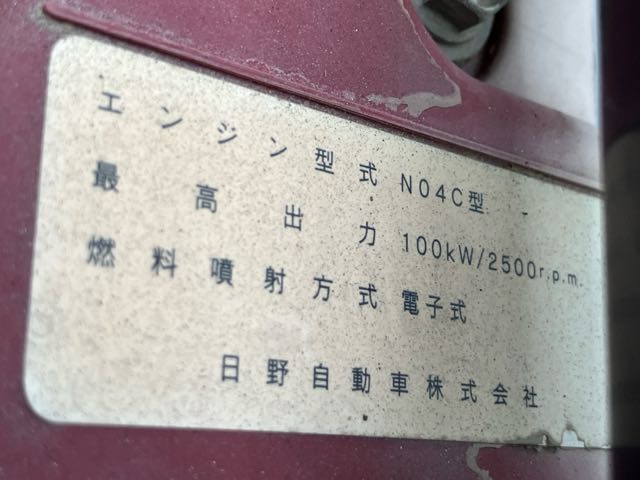 エンジン型式 N04C型
最高出力 100kW/2500r.p.m.
燃料噴射方式 電子式
日野自動車株式会社